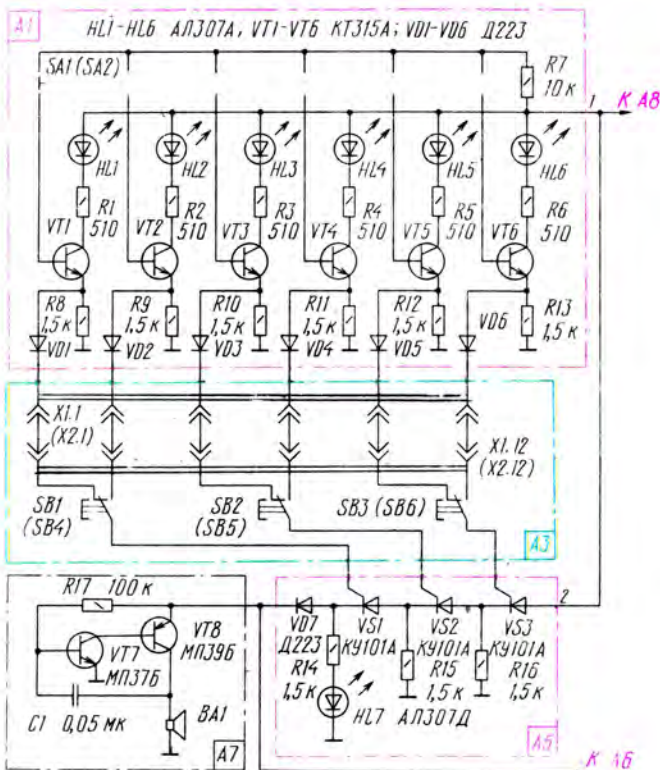 A1
HL1-HL6 АЛ307А; VT1-VT6 КТ315А; VD1-VD6 Д223
SA1 (SA2)
R7
10 к
1
К А8
HL1
HL2
HL3
HL4
HL5
HL6
R1
510
R2
510
R3
510
R4
510
R5
510
R6
510
VT1
VT2
VT3
VT4
VT5
VT6
R8
1,5 к
R9
1,5 к
R10
1,5 к
R11
1,5 к
R12
1,5 к
R13
1,5 к
VD1
VD2
VD3
VD4
VD5
VD6
X1.1
(X2.1)
X1.12
(X2.12)
SB1
(SB4)
SB2
(SB5)
SB3 (SB6)
A3
R17 100 к
VT7
МП37Б
VT8
МП39Б
C1 0,05 мк
BA1
A7
2
VD7
Д223
VS1
КУ101А
VS2
КУ101А
VS3
КУ101А
R14
1,5 к
R15
1,5 к
R16
1,5 к
HL7 АЛ307Д
A5
К А6